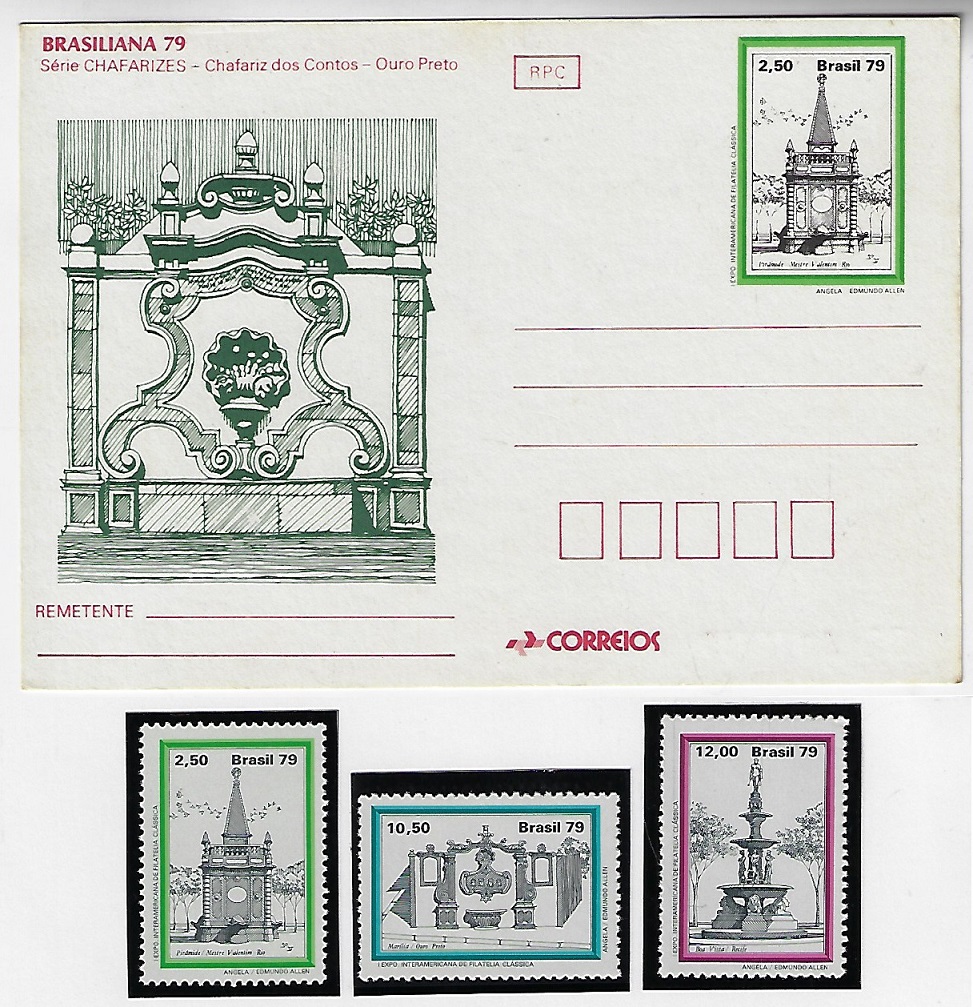 BRASILIANA 79
Série CHAFARIZES – Chafariz dos Contos – Ouro Preto
RPC
2,50 Brasil 79
I EXPO. INTERAMERICANA DE FILATELIA CLÁSSICA
Pirâmide Mestre Valentim Rio
ANGELA / EDMUNDO ALLEN
REMETENTE
CORREIOS
2,50 Brasil 79
I EXPO. INTERAMERICANA DE FILATELIA CLÁSSICA
Pirâmide / Mestre Valentim Rio
ANGELA / EDMUNDO ALLEN
10,50 Brasil 79
Marília / Ouro Preto
I EXPO. INTERAMERICANA DE FILATELIA CLÁSSICA
ANGELA / EDMUNDO ALLEN
12,00 Brasil 79
I EXPO. INTERAMERICANA DE FILATELIA CLÁSSICA
Boa Vista / Recife
ANGELA / EDMUNDO ALLEN